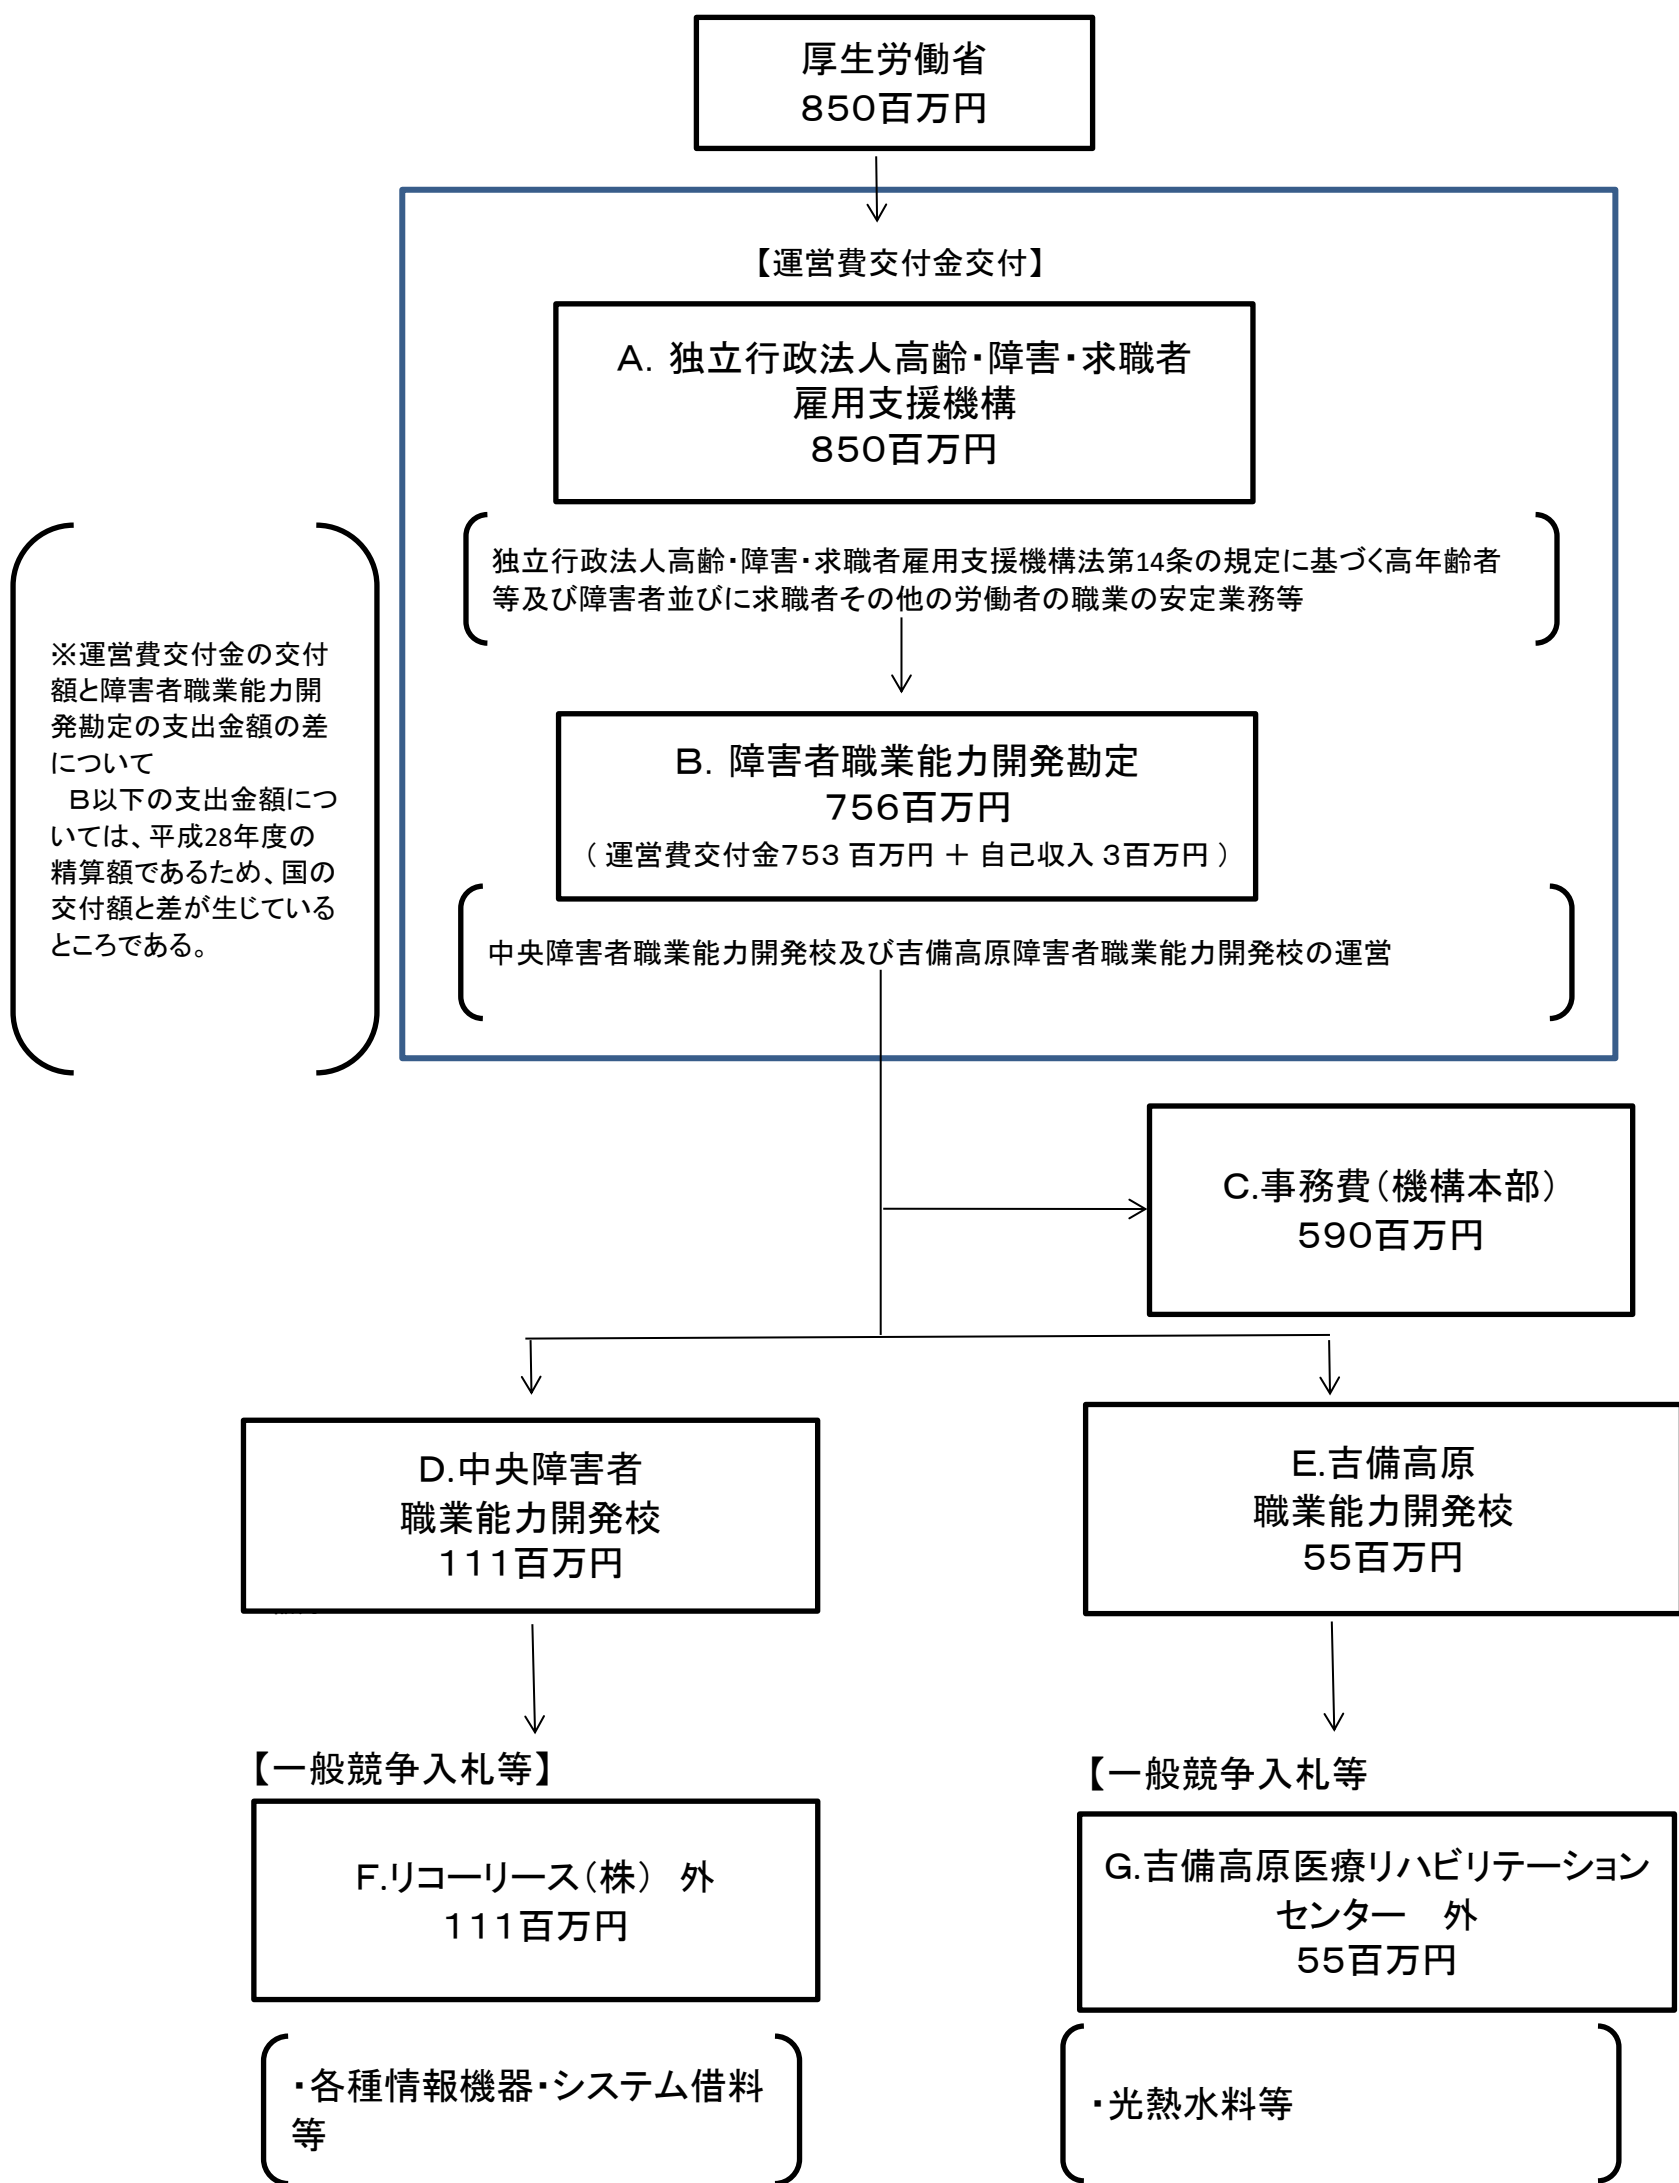 厚生労働省
850百万円
【運営費交付金交付】
A. 独立行政法人高齢・障害・求職者
雇用支援機構
850百万円
独立行政法人高齢・障害・求職者雇用支援機構法第14条の規定に基づく高年齢者
等及び障害者並びに求職者その他の労働者の職業の安定業務等
※運営費交付金の交付
額と障害者職業能力開
発勘定の支出金額の差
について
B以下の支出金額につ
いては、平成28年度の
精算額であるため、国の
交付額と差が生じている
ところである。
B. 障害者職業能力開発勘定
756百万円
（ 運営費交付金753 百万円 ＋ 自己収入 3百万円 ）
中央障害者職業能力開発校及び吉備高原障害者職業能力開発校の運営
C.事務費（機構本部）
590百万円
D.中央障害者
職業能力開発校
111百万円
E.吉備高原
職業能力開発校
55百万円
【一般競争入札等】
F.リコーリース（株） 外
111百万円
・各種情報機器・システム借料
等
【一般競争入札等
G.吉備高原医療リハビリテーション
センター　外
55百万円
・光熱水料等